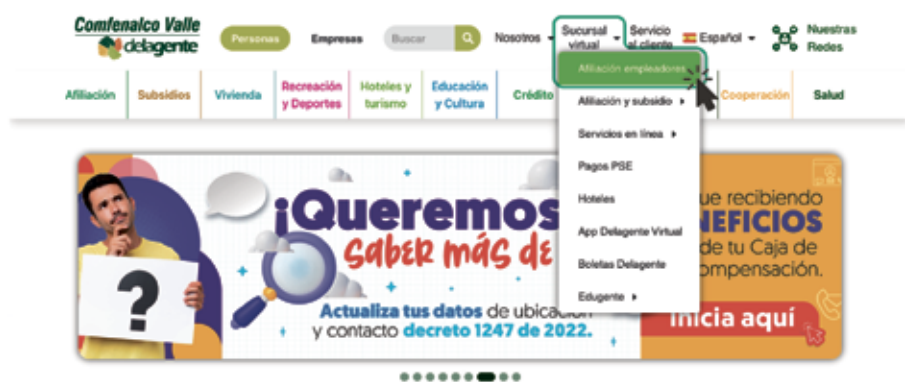 Comfenalco Valle
delagente
Personas
Empresas
Buscar
Nosotros
Sucursal virtual
Servicio al cliente
Español
Nuestras Redes
Afiliación
Subsidios
Vivienda
Recreación y Deportes
Hoteles y turismo
Educación y Cultura
Crédito
Cooperación
Salud
Afiliación empleadores
Afiliación y subsidio
Servicios en línea
Pagos PSE
Hoteles
App Delagente Virtual
Boletas Delagente
Edugente
¡Queremos
saber más de
Actualiza tus datos de ubicación
y contacto decreto 1247 de 2022.
?
ue recibiendo
NEFICIOS
de tu Caja de
ompensación.
Inicia aquí